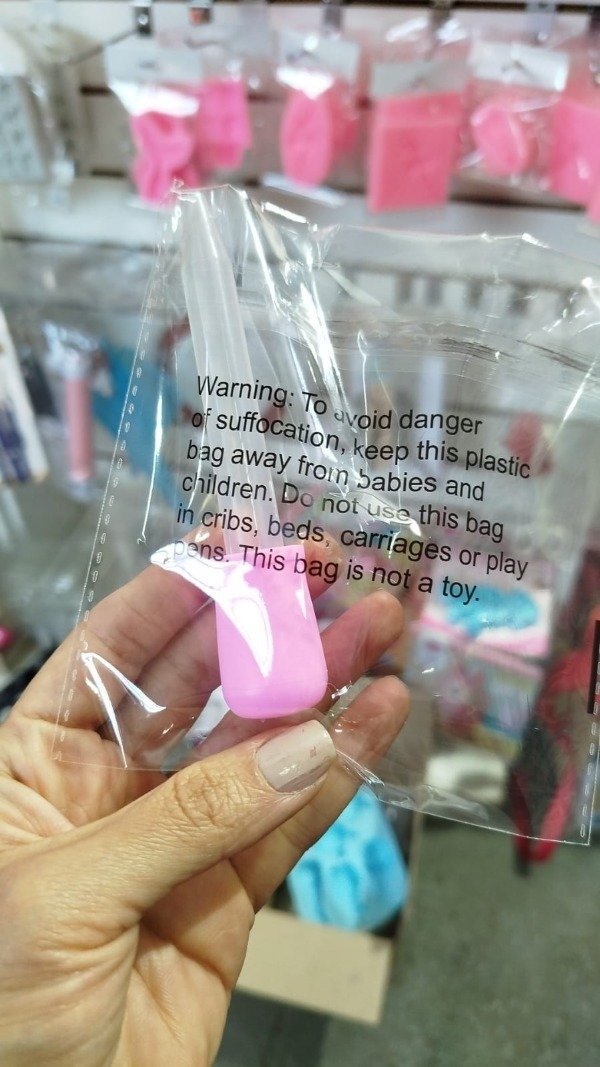 Warning: To avoid danger
of suffocation, keep this plastic
bag away from babies and
children. Do not use this bag
in cribs, beds, carriages or play
pens. This bag is not a toy.